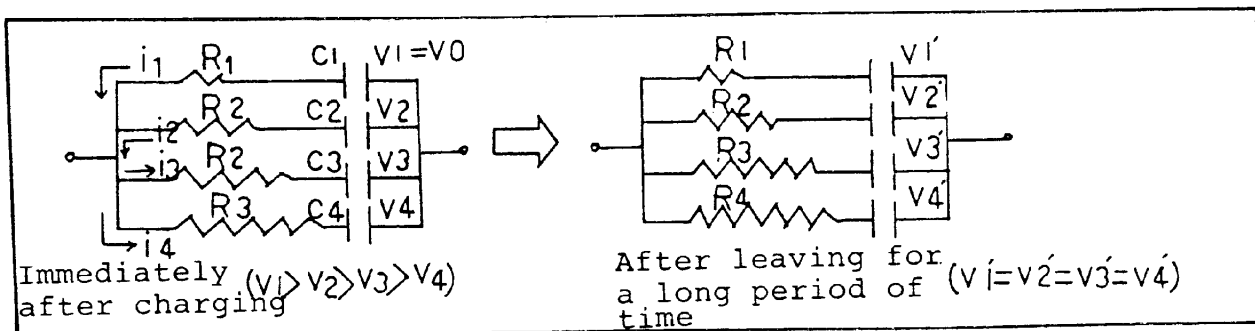 i1 R1 C1 V1=V0
i2 R2 C2 V2
i3 R2 C3 V3
i4 R3 C4 V4
Immediately
after charging (V1>V2>V3>V4)
R1 V1′
R2 V2′
R3 V3′
R4 V4′
After leaving for
a long period of
time (V1′=V2′=V3′=V4′)